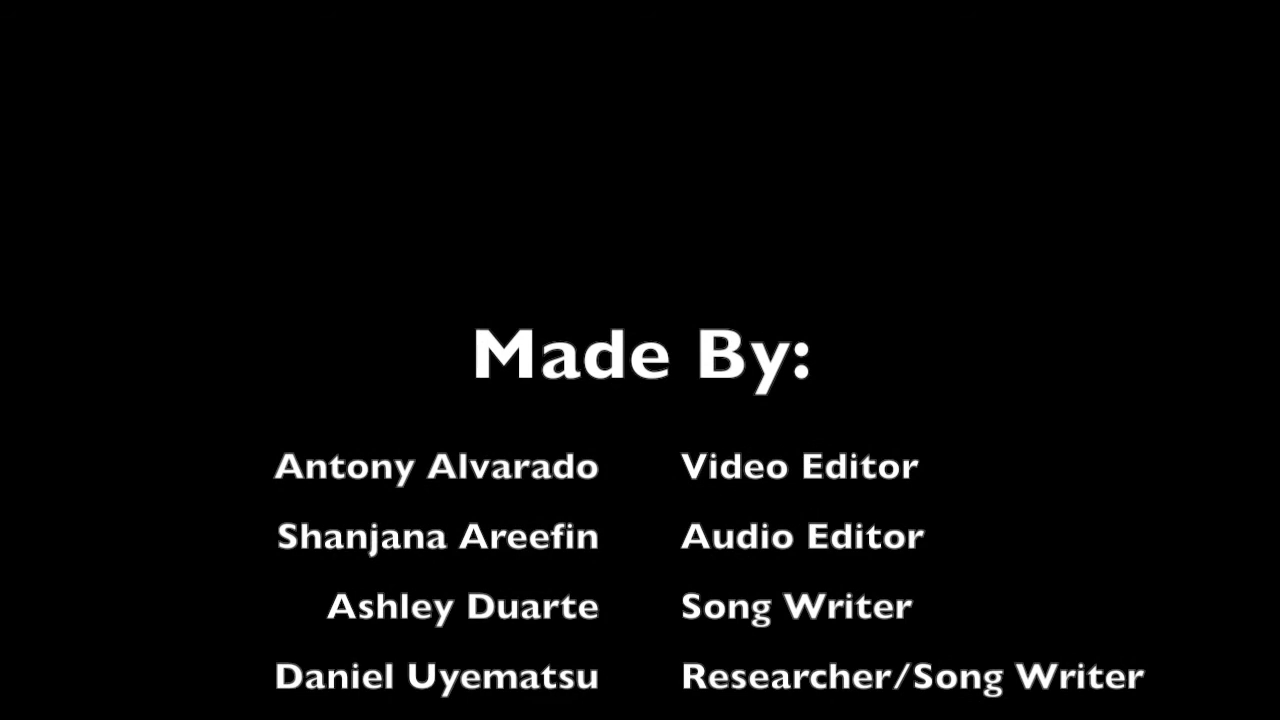 Made By:
Antony Alvarado Video Editor
Shanjana Areefin Audio Editor
Ashley Duarte Song Writer
Daniel Uyematsu Researcher/Song Writer